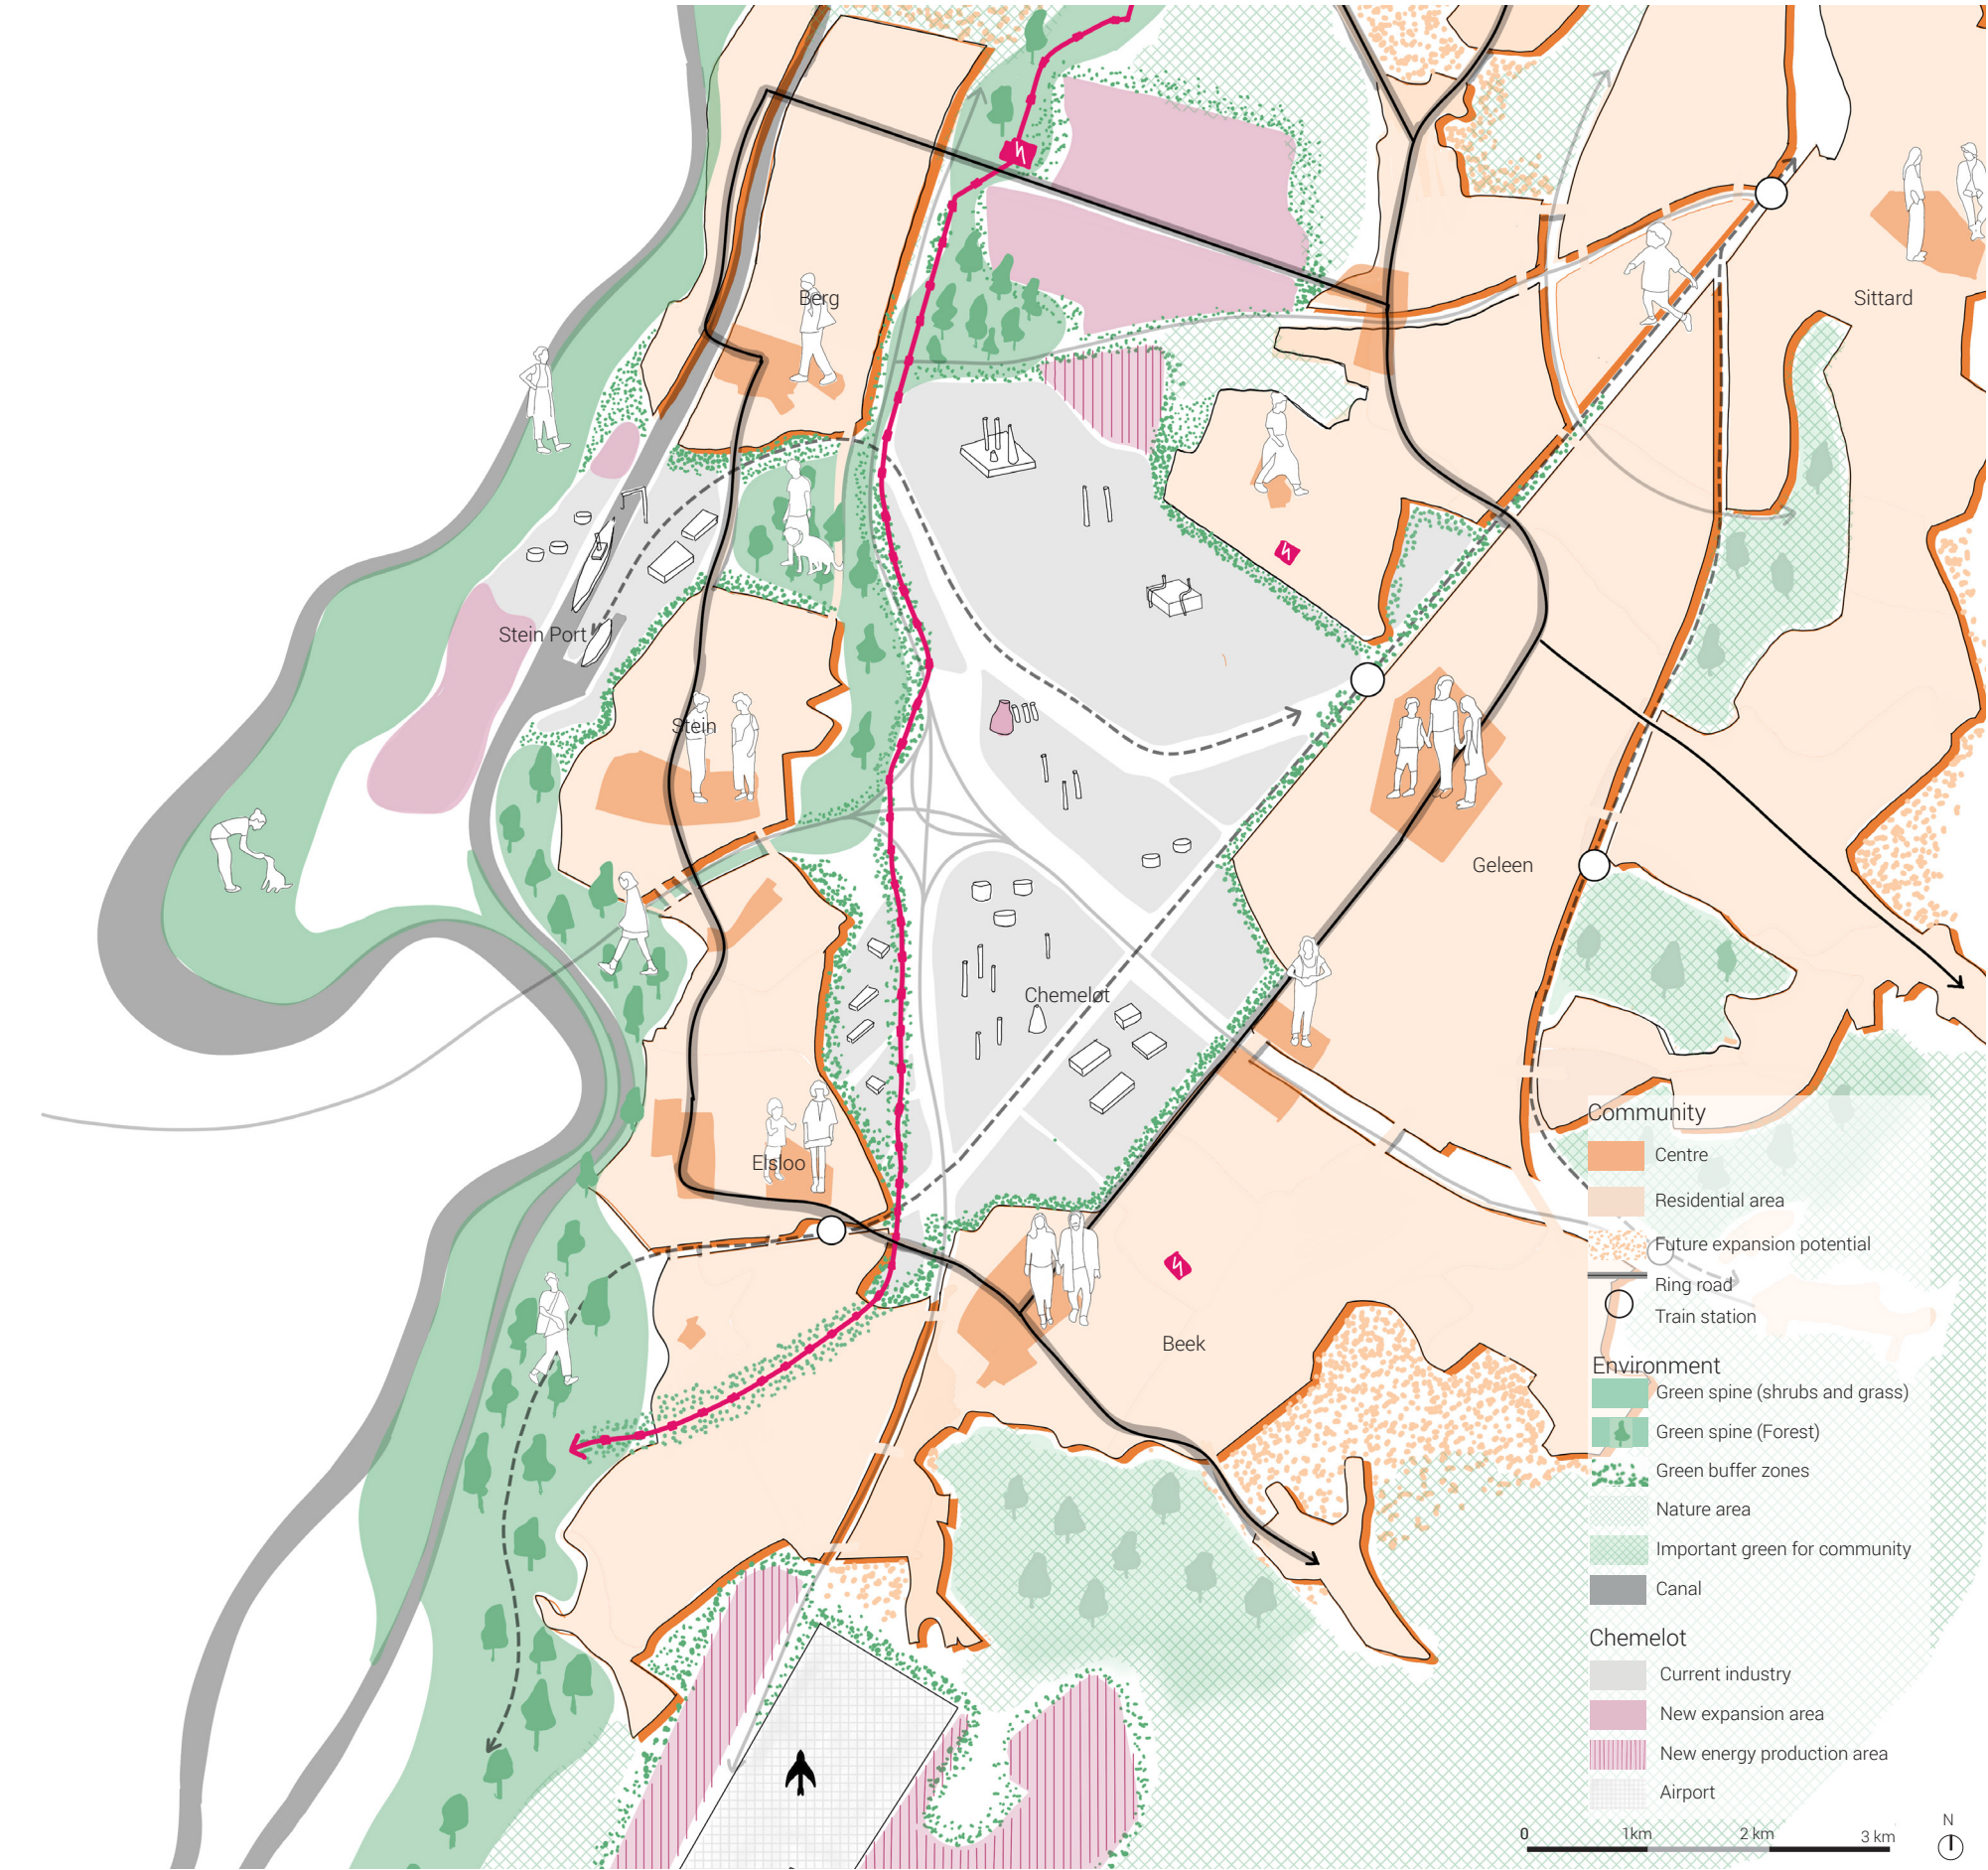 Berg
Sittard
Stein Port
Stein
Geleen
Chemelot
Elsloo
Beek
Community
Centre
Residential area
Future expansion potential
Ring road
Train station
Environment
Green spine (shrubs and grass)
Green spine (Forest)
Green buffer zones
Nature area
Important green for community
Canal
Chemelot
Current industry
New expansion area
New energy production area
Airport
0 1km 2 km 3 km
N